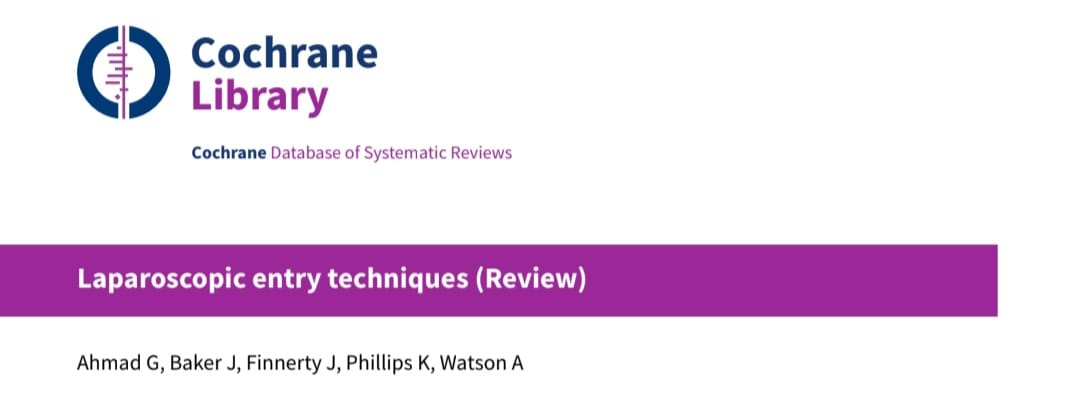 Cochrane
Library
Cochrane Database of Systematic Reviews
Laparoscopic entry techniques (Review)
Ahmad G, Baker J, Finnerty J, Phillips K, Watson A